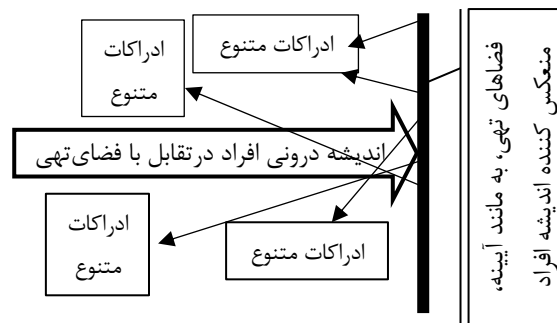 ادراکات متنوع
ادراکات
متنوع
اندیشه درونی افراد درتقابل با فضای‌تهی
ادراکات
متنوع
ادراکات متنوع
فضاهای تهی، به مانند آیینه،
منعکس کننده اندیشه افراد